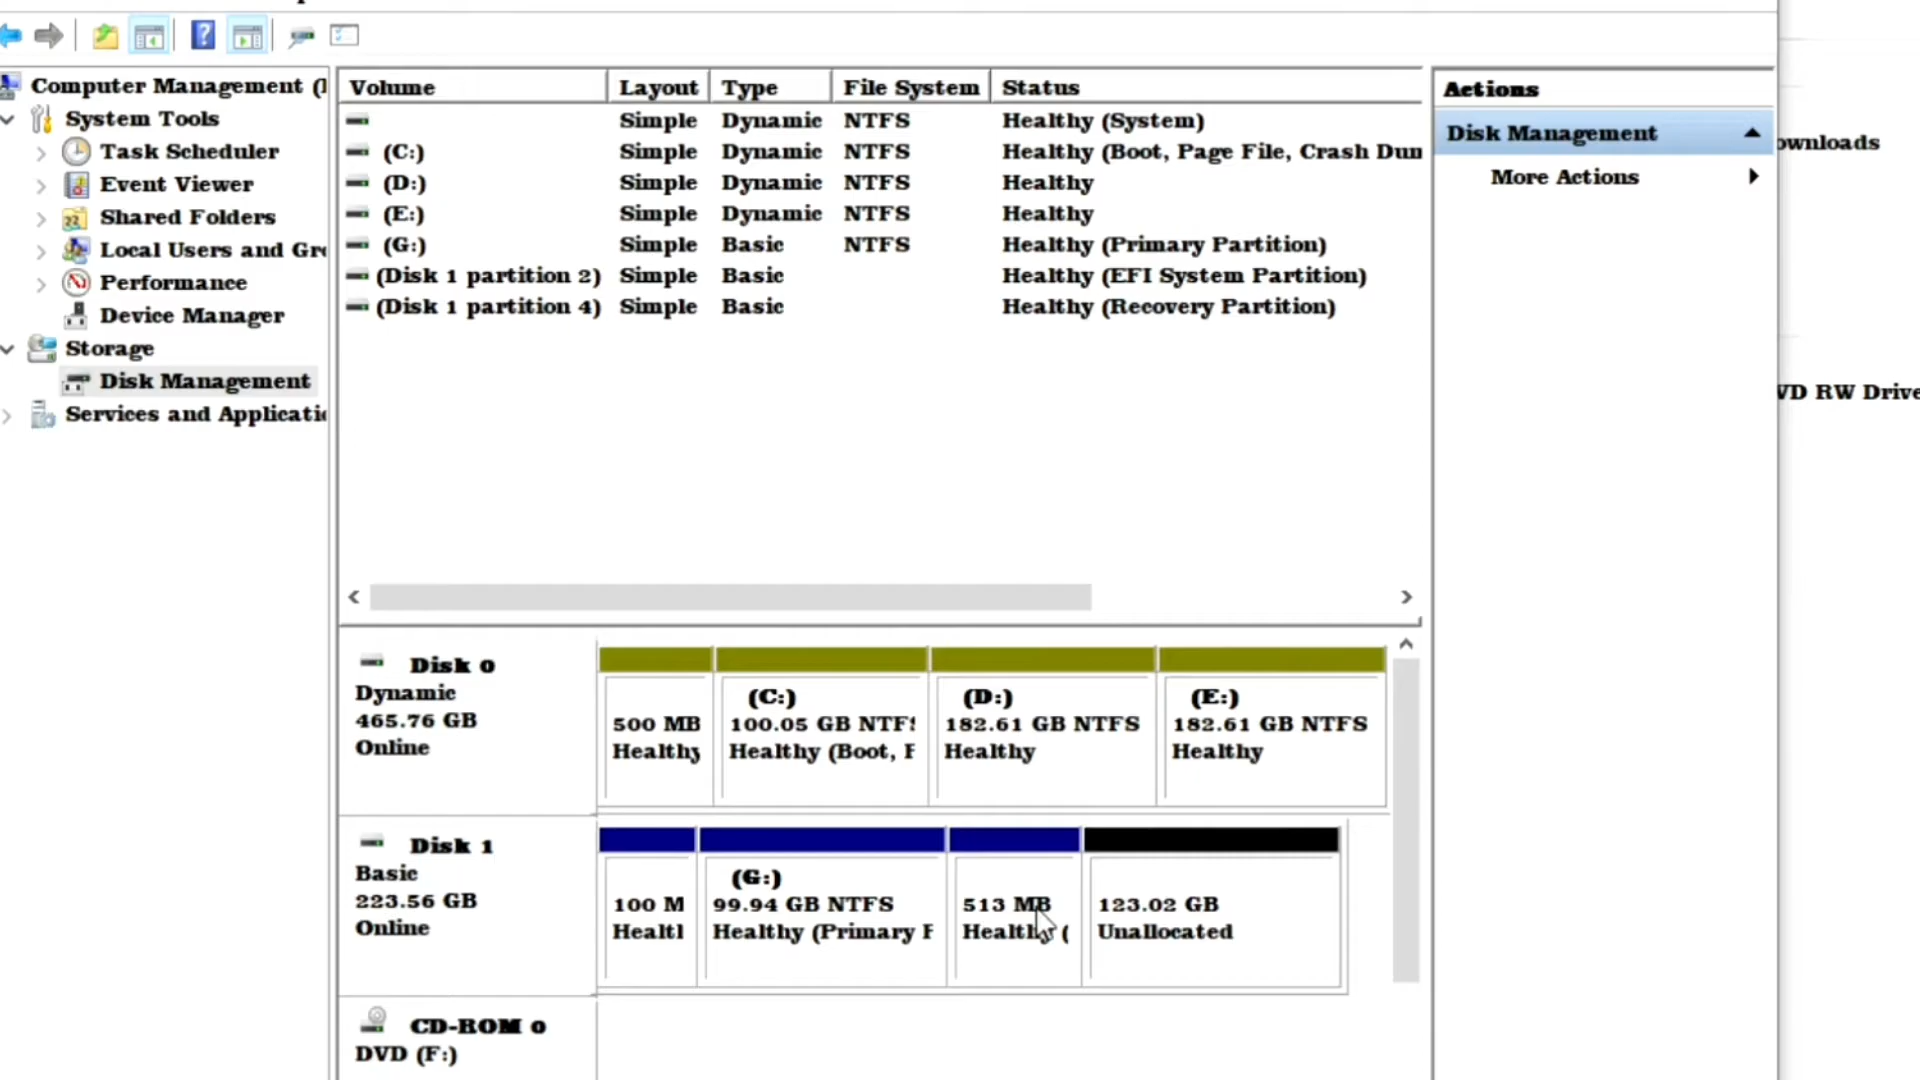 Computer Management (
System Tools
Task Scheduler
Event Viewer
Shared Folders
Local Users and Gr
Performance
Device Manager
Storage
Disk Management
Services and Applicati
Volume Layout Type File System Status
Simple Dynamic NTFS Healthy (System)
(C:) Simple Dynamic NTFS Healthy (Boot, Page File, Crash Dum
(D:) Simple Dynamic NTFS Healthy
(E:) Simple Dynamic NTFS Healthy
(G:) Simple Basic NTFS Healthy (Primary Partition)
(Disk 1 partition 2) Simple Basic Healthy (EFI System Partition)
(Disk 1 partition 4) Simple Basic Healthy (Recovery Partition)
Actions
Disk Management
More Actions
ownloads
VD RW Drive
Disk 0
Dynamic
465.76 GB
Online
500 MB
Healthy
(C:)
100.05 GB NTFS
Healthy (Boot, P
(D:)
182.61 GB NTFS
Healthy
(E:)
182.61 GB NTFS
Healthy
Disk 1
Basic
223.56 GB
Online
100 M
Healtl
(G:)
99.94 GB NTFS
Healthy (Primary P
513 MB
Healthy (
123.02 GB
Unallocated
CD-ROM 0
DVD (F:)